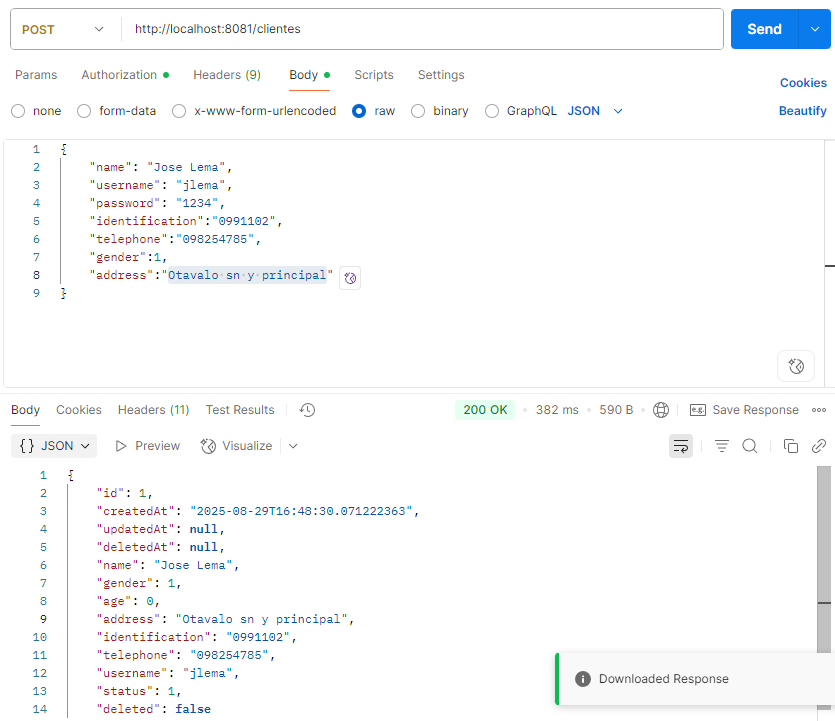 POST http://localhost:8081/clientes Send
Params Authorization Headers (9) Body Scripts Settings Cookies
none form-data x-www-form-urlencoded raw binary GraphQL JSON Beautify
1 {
2 "name": "Jose Lema",
3 "username": "jlema",
4 "password": "1234",
5 "identification":"0991102",
6 "telephone":"098254785",
7 "gender":1,
8 "address":"Otavalo sn y principal"
9 }
Body Cookies Headers (11) Test Results 200 OK 382 ms 590 B e.g. Save Response
{} JSON Preview Visualize
1 {
2 "id": 1,
3 "createdAt": "2025-08-29T16:48:30.071222363",
4 "updatedAt": null,
5 "deletedAt": null,
6 "name": "Jose Lema",
7 "gender": 1,
8 "age": 0,
9 "address": "Otavalo sn y principal",
10 "identification": "0991102",
11 "telephone": "098254785",
12 "username": "jlema",
13 "status": 1,
14 "deleted": false
Downloaded Response